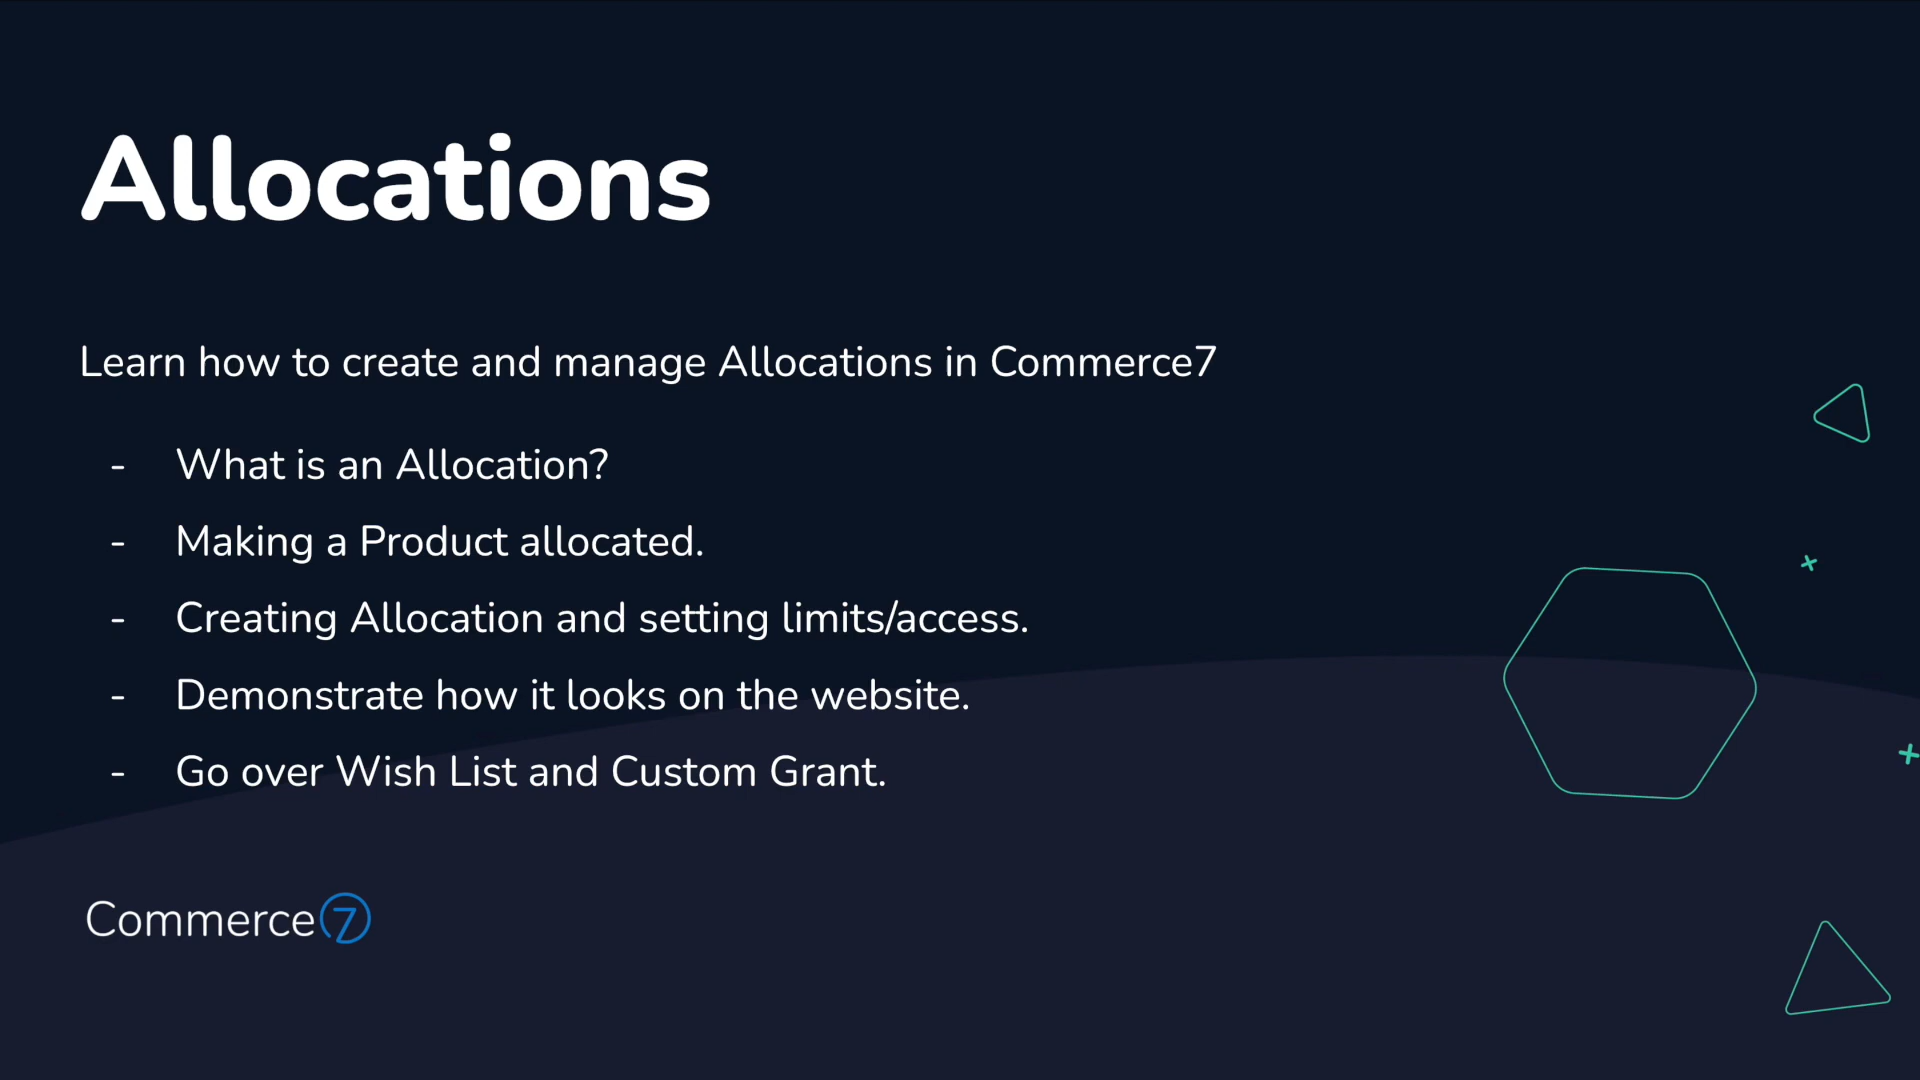 Allocations
Learn how to create and manage Allocations in Commerce7
- What is an Allocation?
- Making a Product allocated.
- Creating Allocation and setting limits/access.
- Demonstrate how it looks on the website.
- Go over Wish List and Custom Grant.
Commerce7